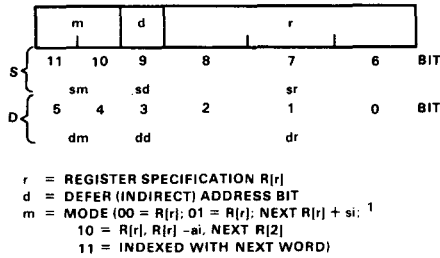 m d r
11 10 9 8 7 6 BIT
S
sm sd sr
D
5 4 3 2 1 0 BIT
dm dd dr
r = REGISTER SPECIFICATION R[r]
d = DEFER (INDIRECT) ADDRESS BIT
m = MODE (00 = R[r]; 01 = R[r]; NEXT R[r] + si; 1
10 = R[r], R[r] –ai, NEXT R[2]
11 = INDEXED WITH NEXT WORD)